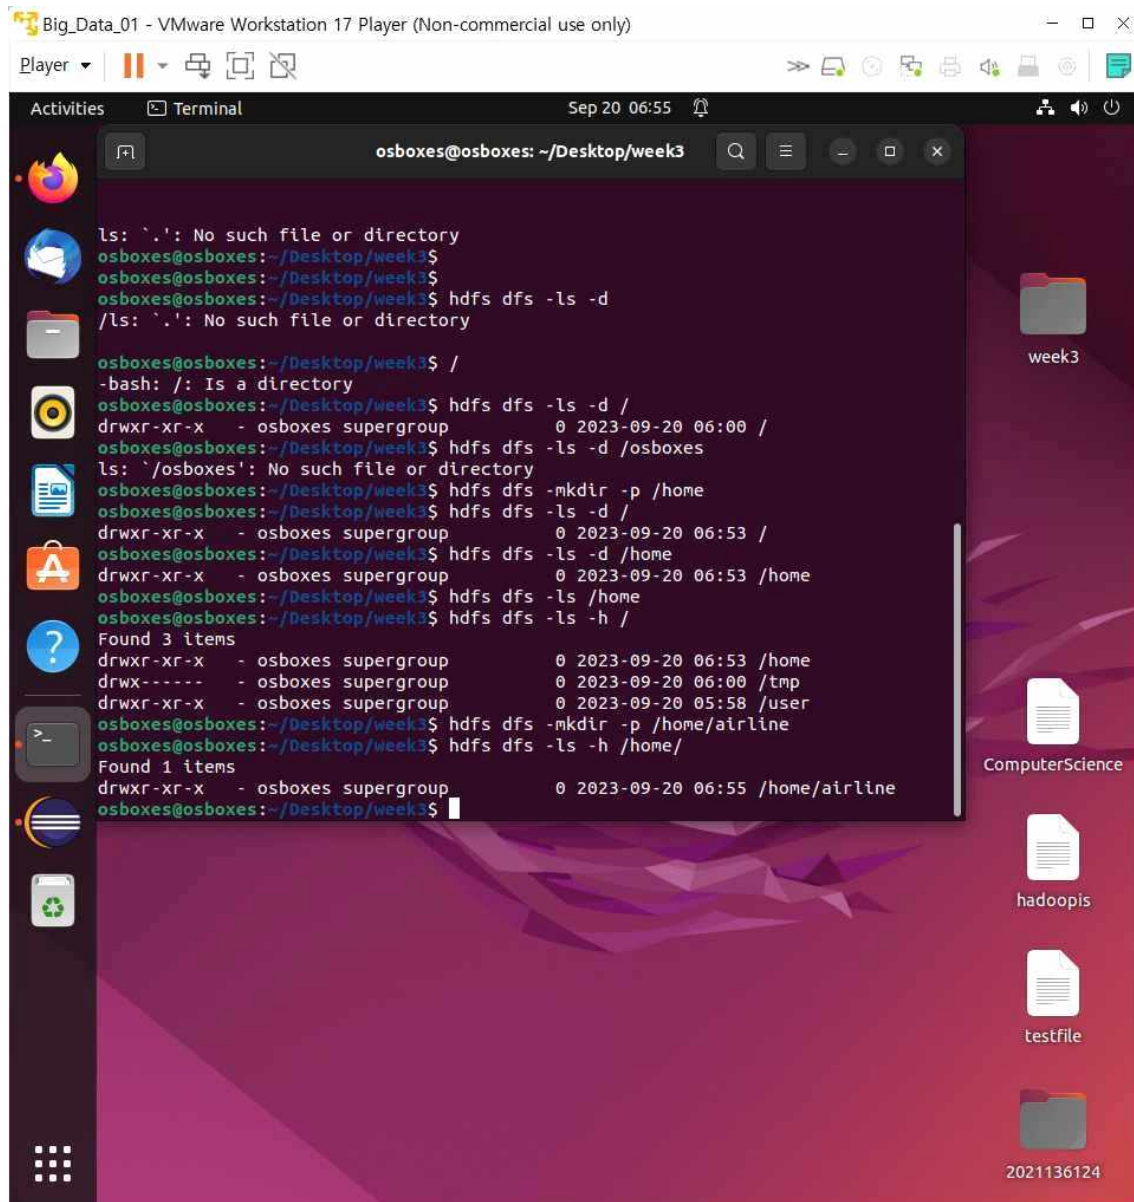 Big_Data_01 - VMware Workstation 17 Player (Non-commercial use only)
Player
Activities Terminal Sep 20 06:55
osboxes@osboxes: ~/Desktop/week3
ls: `.': No such file or directory
osboxes@osboxes:~/Desktop/week3$
osboxes@osboxes:~/Desktop/week3$
osboxes@osboxes:~/Desktop/week3$ hdfs dfs -ls -d
/ls: `.': No such file or directory
osboxes@osboxes:~/Desktop/week3$ /
-bash: /: Is a directory
osboxes@osboxes:~/Desktop/week3$ hdfs dfs -ls -d /
drwxr-xr-x   - osboxes supergroup          0 2023-09-20 06:00 /
osboxes@osboxes:~/Desktop/week3$ hdfs dfs -ls -d /osboxes
ls: `/osboxes': No such file or directory
osboxes@osboxes:~/Desktop/week3$ hdfs dfs -mkdir -p /home
osboxes@osboxes:~/Desktop/week3$ hdfs dfs -ls -d /
drwxr-xr-x   - osboxes supergroup          0 2023-09-20 06:53 /
osboxes@osboxes:~/Desktop/week3$ hdfs dfs -ls -d /home
drwxr-xr-x   - osboxes supergroup          0 2023-09-20 06:53 /home
osboxes@osboxes:~/Desktop/week3$ hdfs dfs -ls /home
osboxes@osboxes:~/Desktop/week3$ hdfs dfs -ls -h /
Found 3 items
drwxr-xr-x   - osboxes supergroup          0 2023-09-20 06:53 /home
drwx------   - osboxes supergroup          0 2023-09-20 06:00 /tmp
drwxr-xr-x   - osboxes supergroup          0 2023-09-20 05:58 /user
osboxes@osboxes:~/Desktop/week3$ hdfs dfs -mkdir -p /home/airline
osboxes@osboxes:~/Desktop/week3$ hdfs dfs -ls -h /home/
Found 1 items
drwxr-xr-x   - osboxes supergroup          0 2023-09-20 06:55 /home/airline
osboxes@osboxes:~/Desktop/week3$
week3
ComputerScience
hadoopis
testfile
2021136124